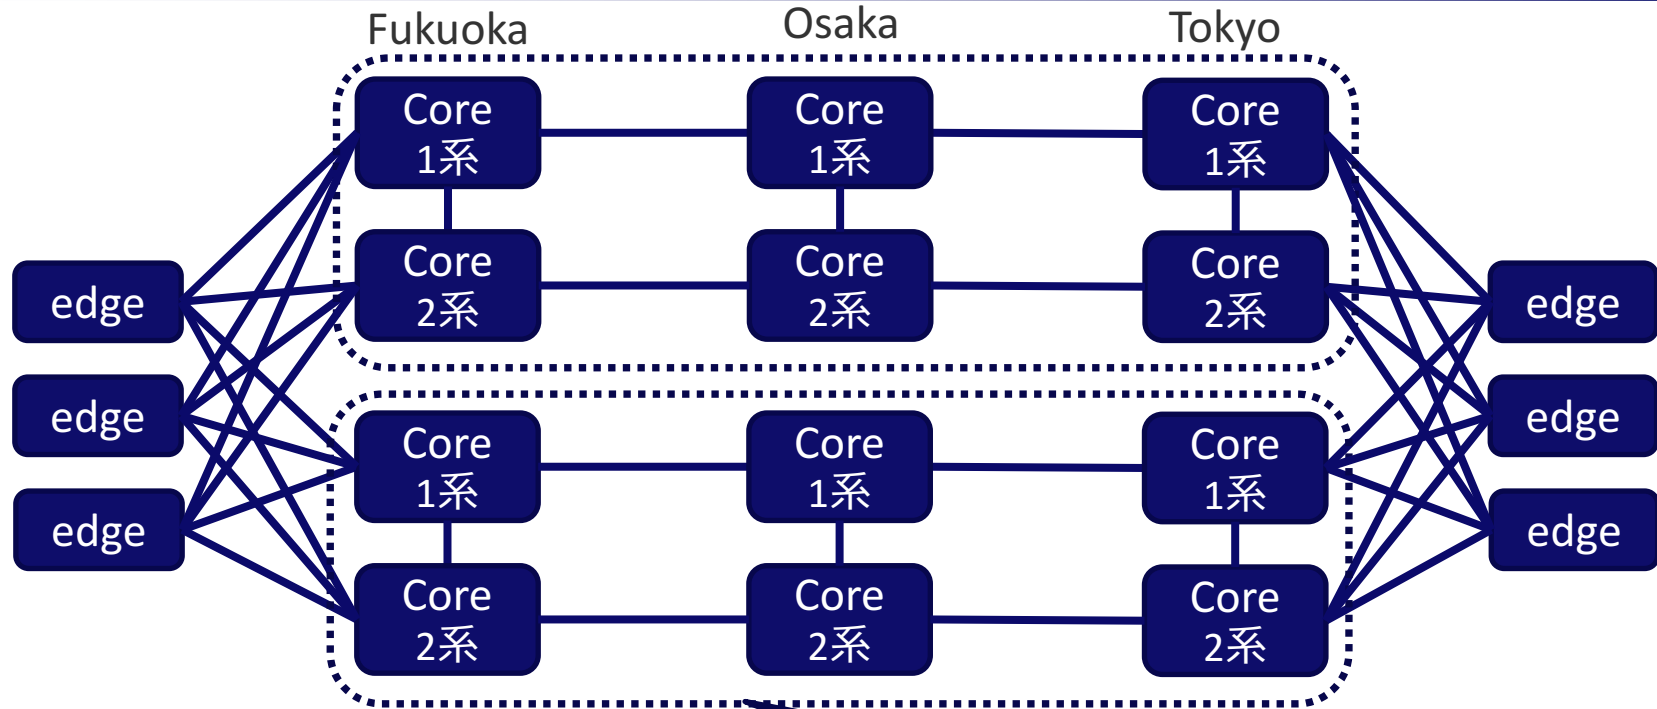 Fukuoka
Osaka
Tokyo
Core
1系
Core
1系
Core
1系
Core
2系
Core
2系
Core
2系
edge
edge
edge
edge
edge
edge
Core
1系
Core
1系
Core
1系
Core
2系
Core
2系
Core
2系